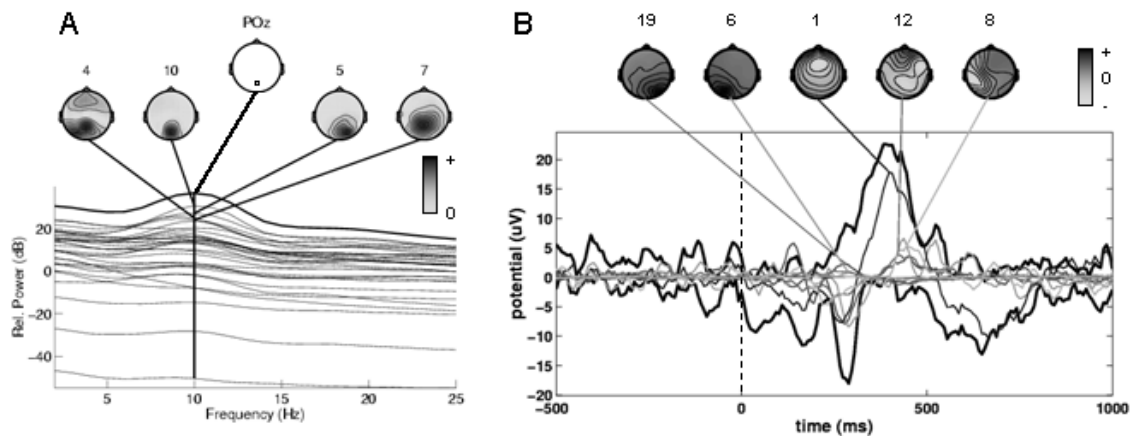 A
POz
4 10 5 7
+
0
Rel. Power (dB)
20
0
−20
−40
5 10 15 20 25
Frequency (Hz)
B
19 6 1 12 8
+
0
-
potential (uV)
20
15
10
5
0
-5
-10
-15
-20
-500 0 500 1000
time (ms)